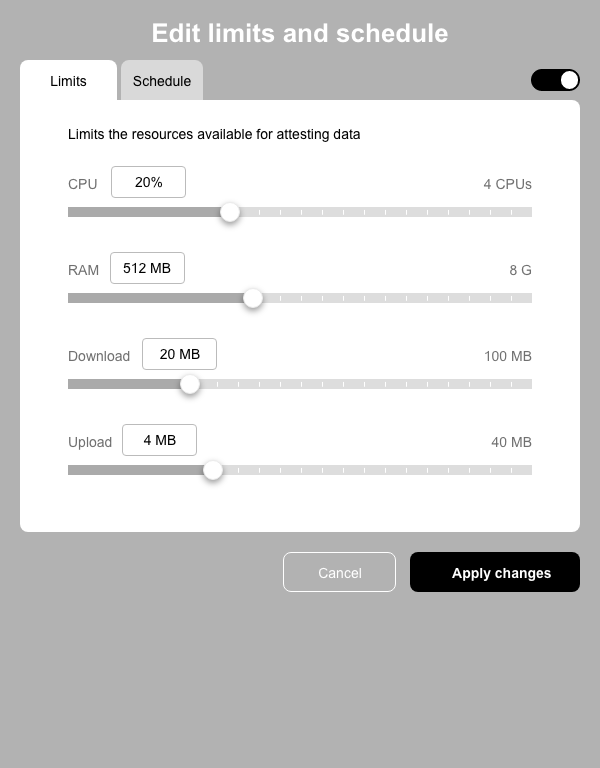 Edit limits and schedule
Limits
Schedule
Limits the resources available for attesting data
CPU 20% 4 CPUs
RAM 512 MB 8 G
Download 20 MB 100 MB
Upload 4 MB 40 MB
Cancel Apply changes